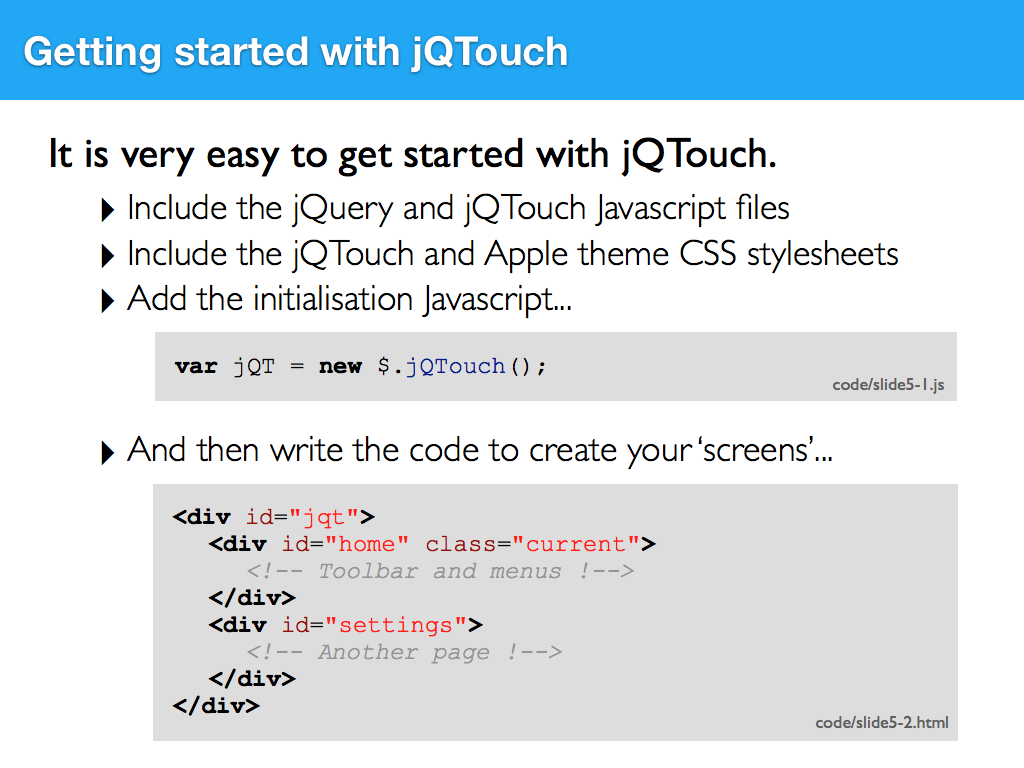 Getting started with jQTouch
It is very easy to get started with jQTouch.
Include the jQuery and jQTouch Javascript files
Include the jQTouch and Apple theme CSS stylesheets
Add the initialisation Javascript...
var jQT = new $.jQTouch();
code/slide5-1.js
And then write the code to create your ‘screens’...
<div id="jqt">
<div id="home" class="current">
<!-- Toolbar and menus !-->
</div>
<div id="settings">
<!-- Another page !-->
</div>
</div>
code/slide5-2.html